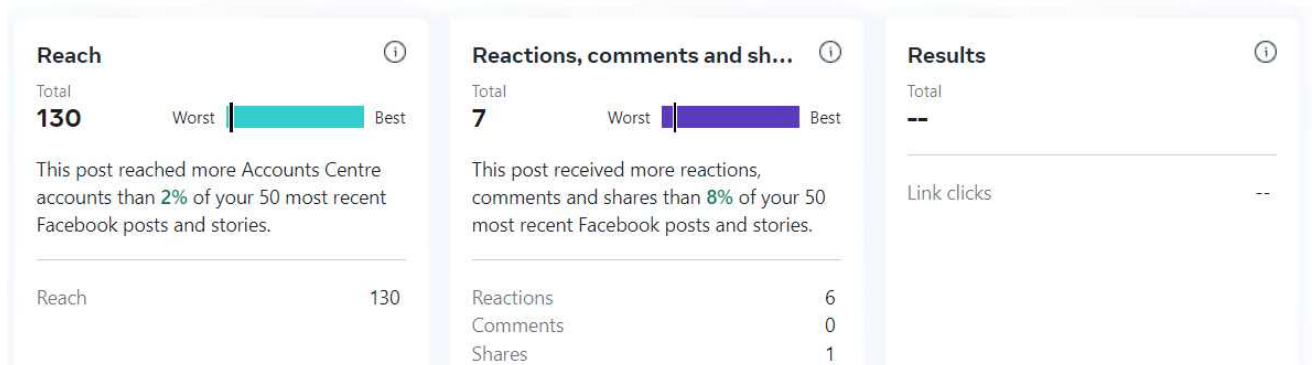 Reach
Total
130
Worst
Best
This post reached more Accounts Centre
accounts than 2% of your 50 most recent
Facebook posts and stories.
Reach 130
Reactions, comments and sh...
Total
7
Worst
Best
This post received more reactions,
comments and shares than 8% of your 50
most recent Facebook posts and stories.
Reactions 6
Comments 0
Shares 1
Results
Total
--
Link clicks --